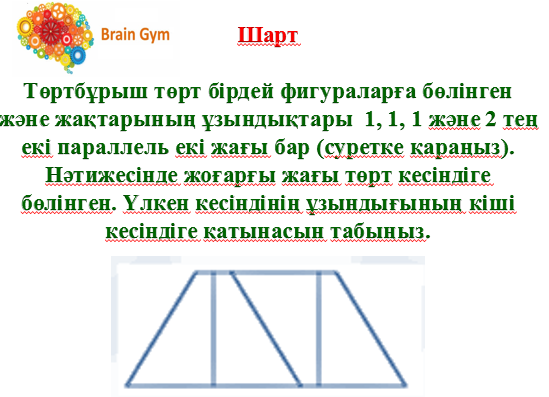 Brain Gym
Шарт
Төртбұрыш төрт бірдей фигураларға бөлінген
және жақтарының ұзындықтары 1, 1, 1 және 2 тең
екі параллель екі жағы бар (суретке қараңыз).
Нәтижесінде жоғарғы жағы төрт кесіндіге
бөлінген. Үлкен кесіндінің ұзындығының кіші
кесіндіге қатынасын табыңыз.